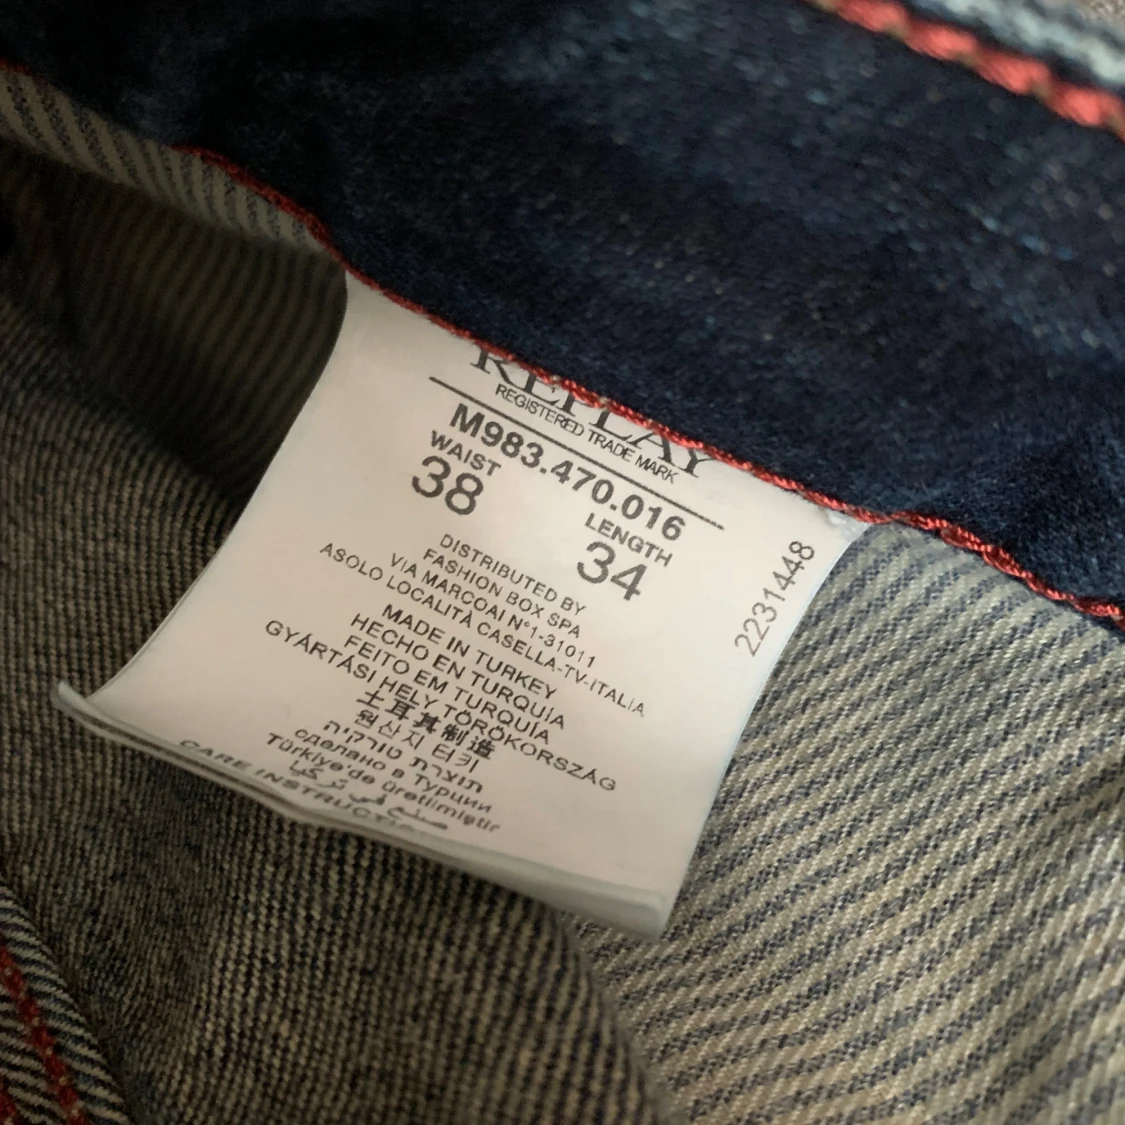 REPLAY
REGISTERED TRADE MARK
M983.470.016
WAIST LENGTH
38 34
DISTRIBUTED BY
FASHION BOX SPA
VIA MARCOAI N°1-31011
ASOLO LOCALITÀ CASELLA-TV-ITALIA
MADE IN TURKEY
HECHO EN TURQUÍA
FEITO EM TURQUÍA
GYÁRTÁSI HELY TÖRÖKORSZÁG
土耳其制造
원산지 터키
תוצרת טורקיה
сделано в Турции
Türkiye'de üretilmiştir
صنع في تركيا
CARE INSTRUCTIONS
2231448